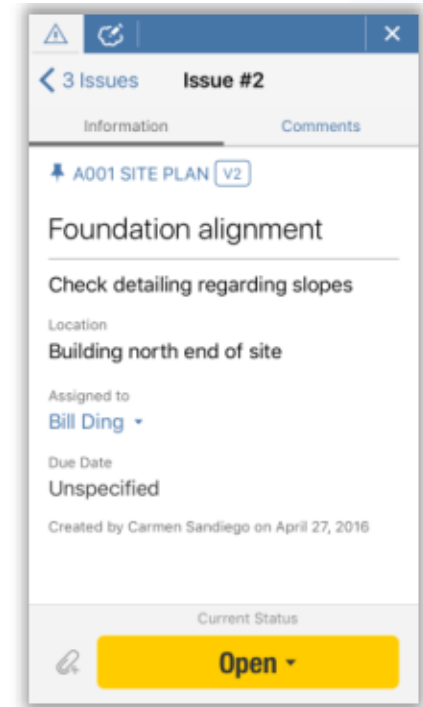 3 Issues Issue #2
Information Comments
A001 SITE PLAN V2
Foundation alignment
Check detailing regarding slopes
Location
Building north end of site
Assigned to
Bill Ding
Due Date
Unspecified
Created by Carmen Sandiego on April 27, 2016
Current Status
Open